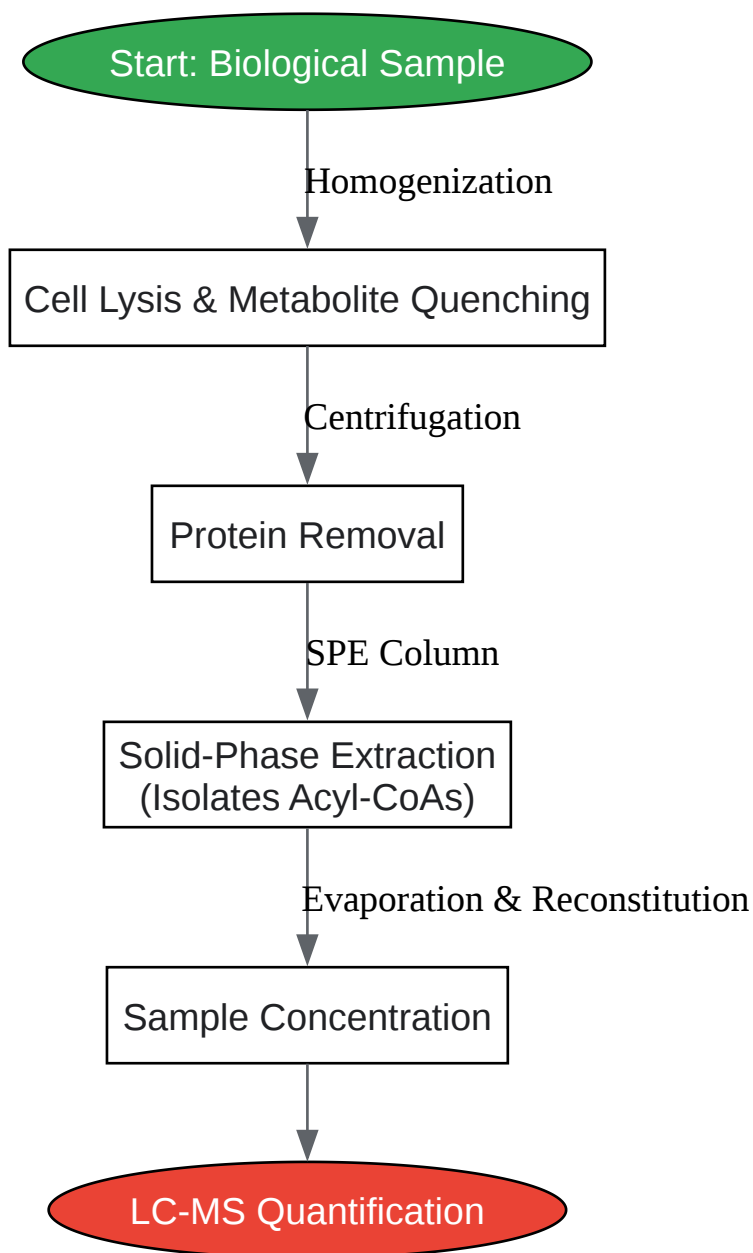 Start: Biological Sample
Homogenization
Cell Lysis & Metabolite Quenching
Centrifugation
Protein Removal
SPE Column
Solid-Phase Extraction
(Isolates Acyl-CoAs)
Evaporation & Reconstitution
Sample Concentration
LC-MS Quantification